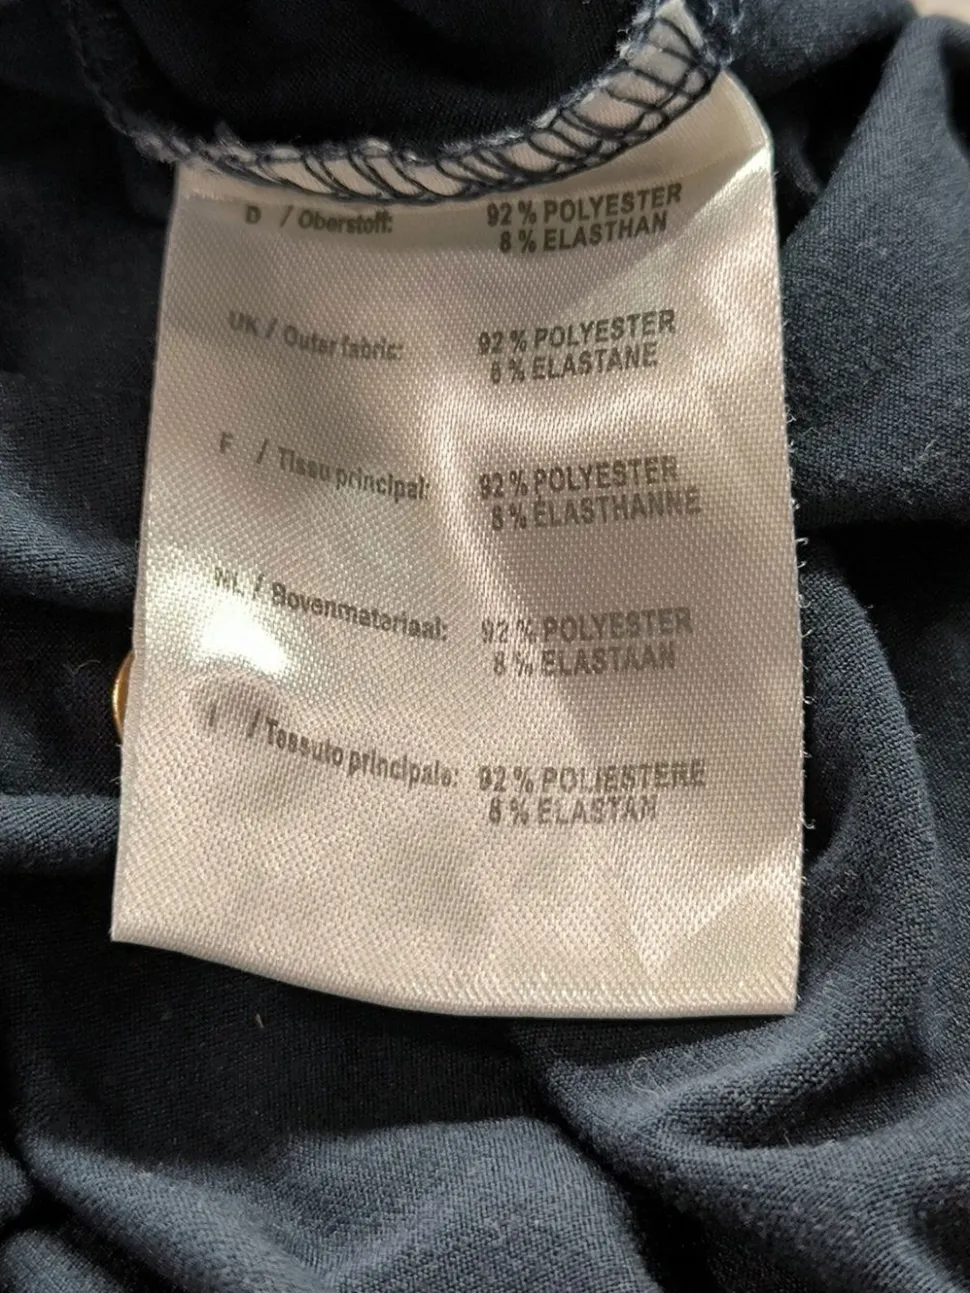 D / Oberstoff: 92 % POLYESTER
8 % ELASTHAN
UK / Outer fabric: 92 % POLYESTER
8 % ELASTANE
F / Tissu principal: 92 % POLYESTER
8 % ELASTHANNE
NL / Bovenmateriaal: 92 % POLYESTER
8 % ELASTAAN
I / Tessuto principale: 92 % POLIESTERE
8 % ELASTAN